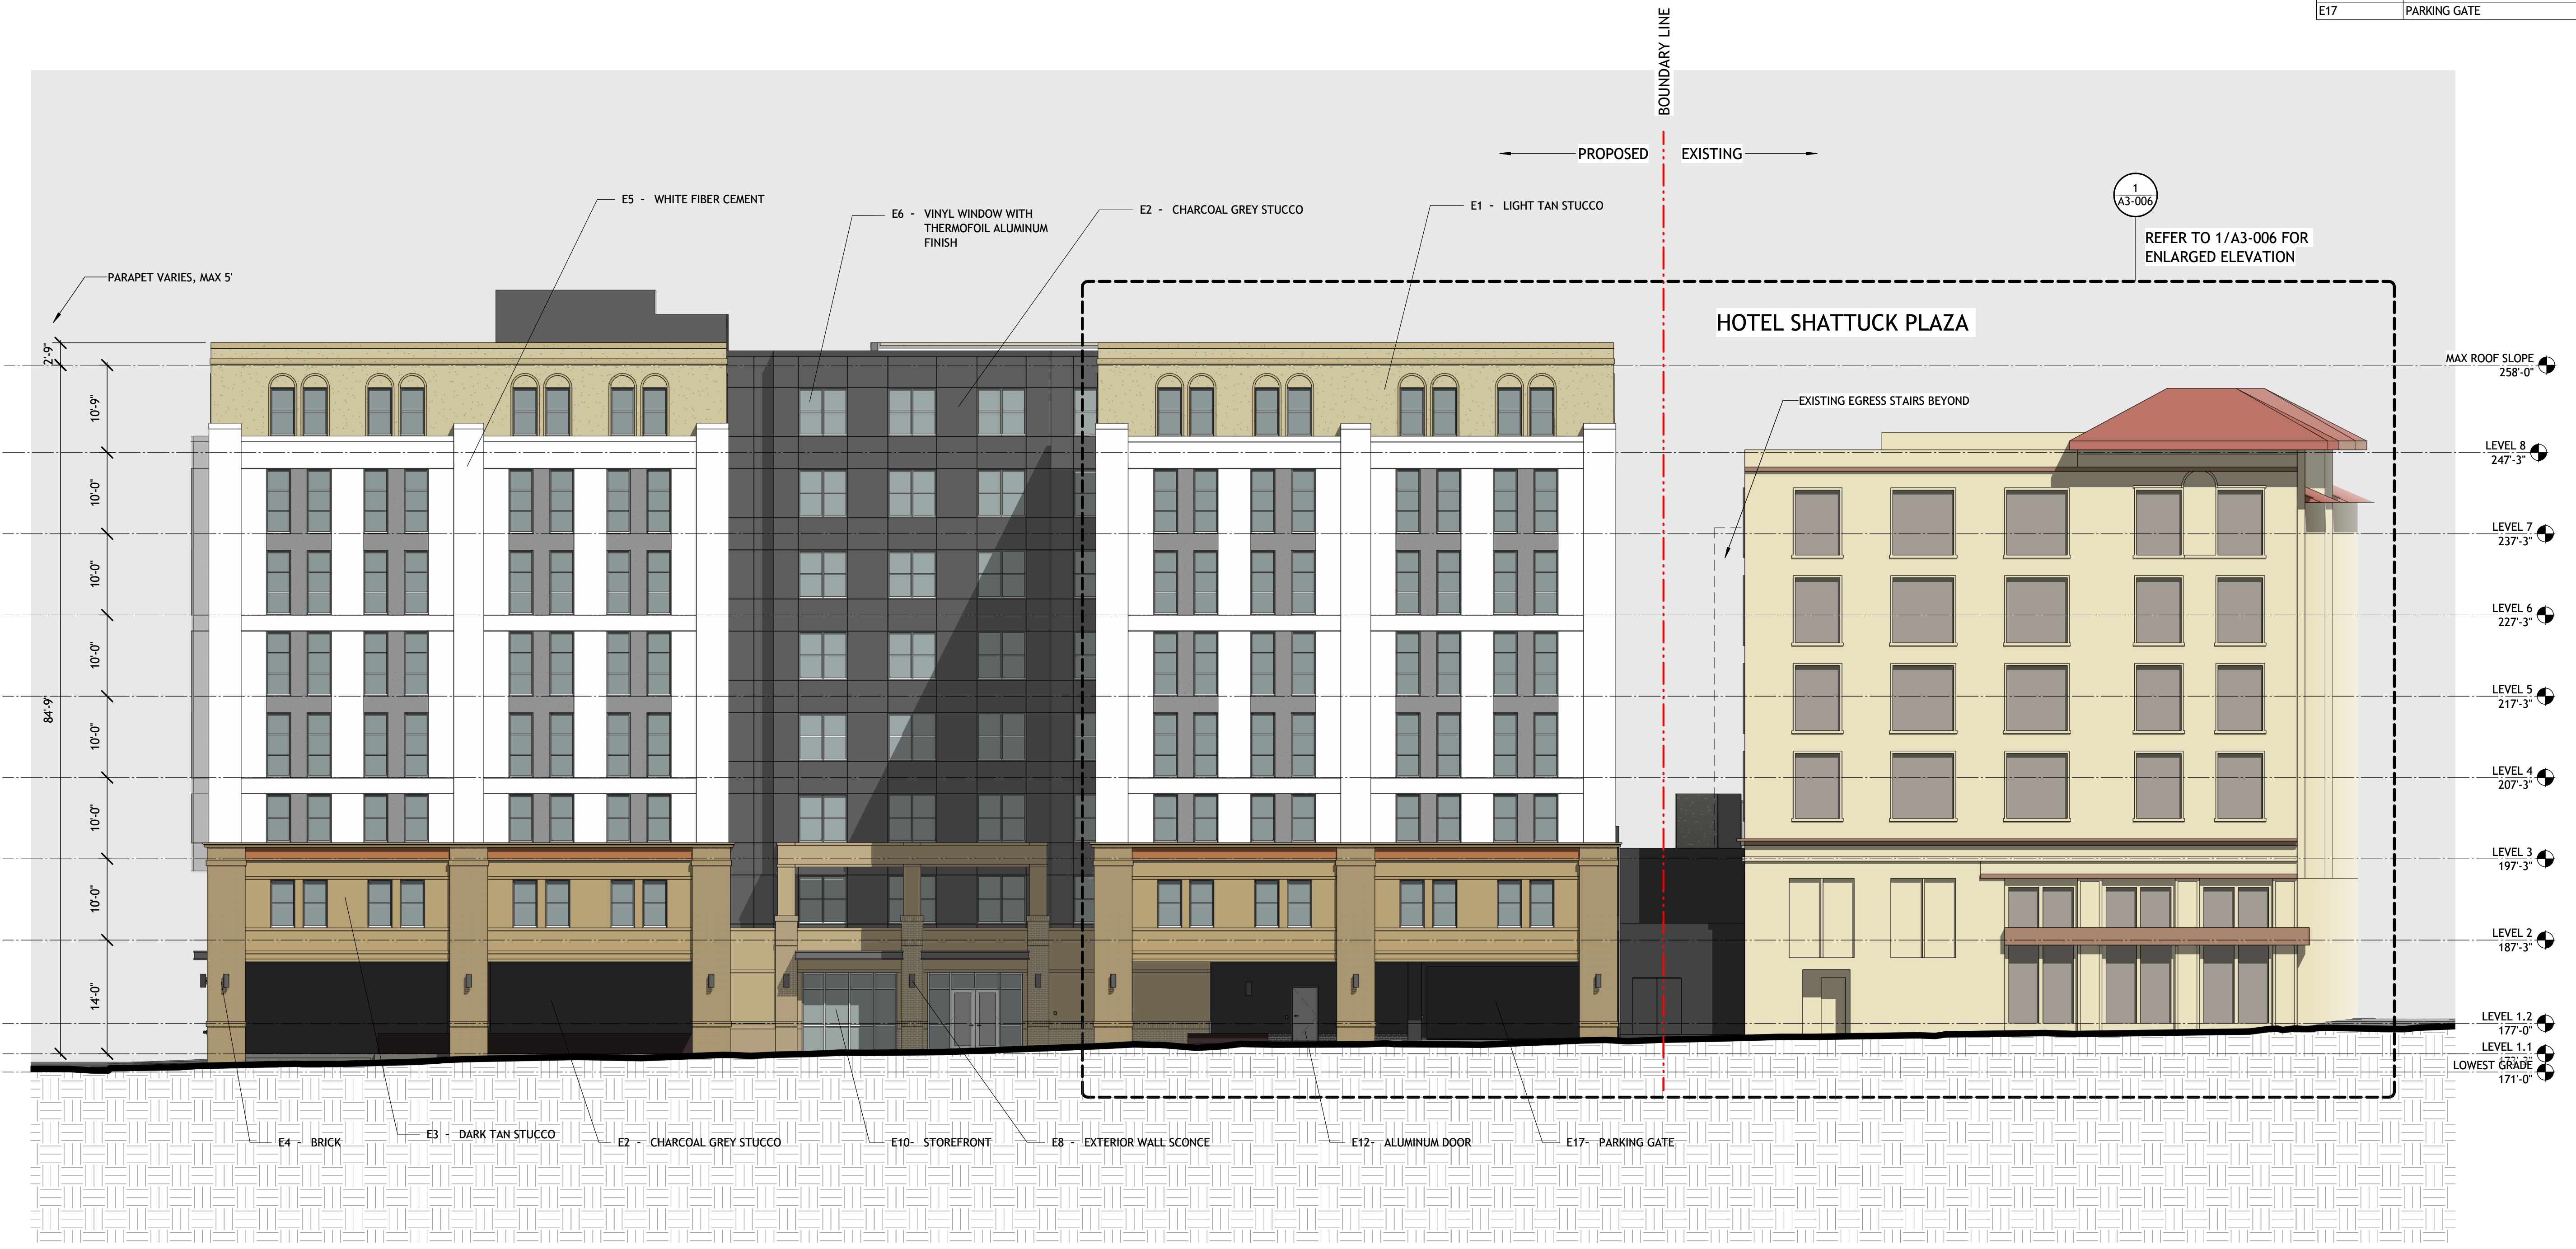 E17 PARKING GATE
BOUNDARY LINE
PROPOSED EXISTING
E5 - WHITE FIBER CEMENT
E6 - VINYL WINDOW WITH
THERMOFOIL ALUMINUM
FINISH
E2 - CHARCOAL GREY STUCCO
E1 - LIGHT TAN STUCCO
1
A3-006
REFER TO 1/A3-006 FOR
ENLARGED ELEVATION
PARAPET VARIES, MAX 5'
HOTEL SHATTUCK PLAZA
2'-9"
MAX ROOF SLOPE
258'-0"
10'-9"
EXISTING EGRESS STAIRS BEYOND
LEVEL 8
247'-3"
10'-0"
LEVEL 7
237'-3"
10'-0"
LEVEL 6
227'-3"
10'-0"
LEVEL 5
217'-3"
84'-9"
10'-0"
LEVEL 4
207'-3"
10'-0"
LEVEL 3
197'-3"
10'-0"
LEVEL 2
187'-3"
14'-0"
LEVEL 1.2
177'-0"
LEVEL 1.1
LOWEST GRADE
171'-0"
E4 - BRICK
E3 - DARK TAN STUCCO
E2 - CHARCOAL GREY STUCCO
E10- STOREFRONT
E8 - EXTERIOR WALL SCONCE
E12- ALUMINUM DOOR
E17- PARKING GATE